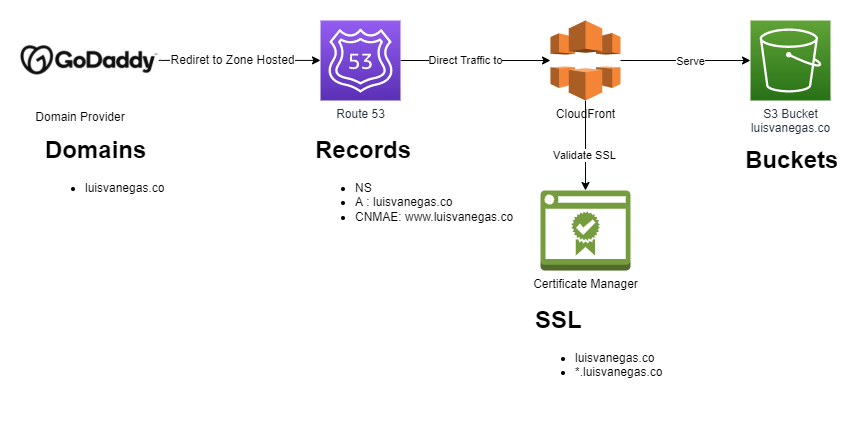 GoDaddy
Rediret to Zone Hosted
53
Direct Traffic to
Serve
Domain Provider
Route 53
CloudFront
S3 Bucket
luisvanegas.co
Domains
Records
Buckets
Validate SSL
luisvanegas.co
NS
A : luisvanegas.co
CNMAE: www.luisvanegas.co
Certificate Manager
SSL
luisvanegas.co
*.luisvanegas.co